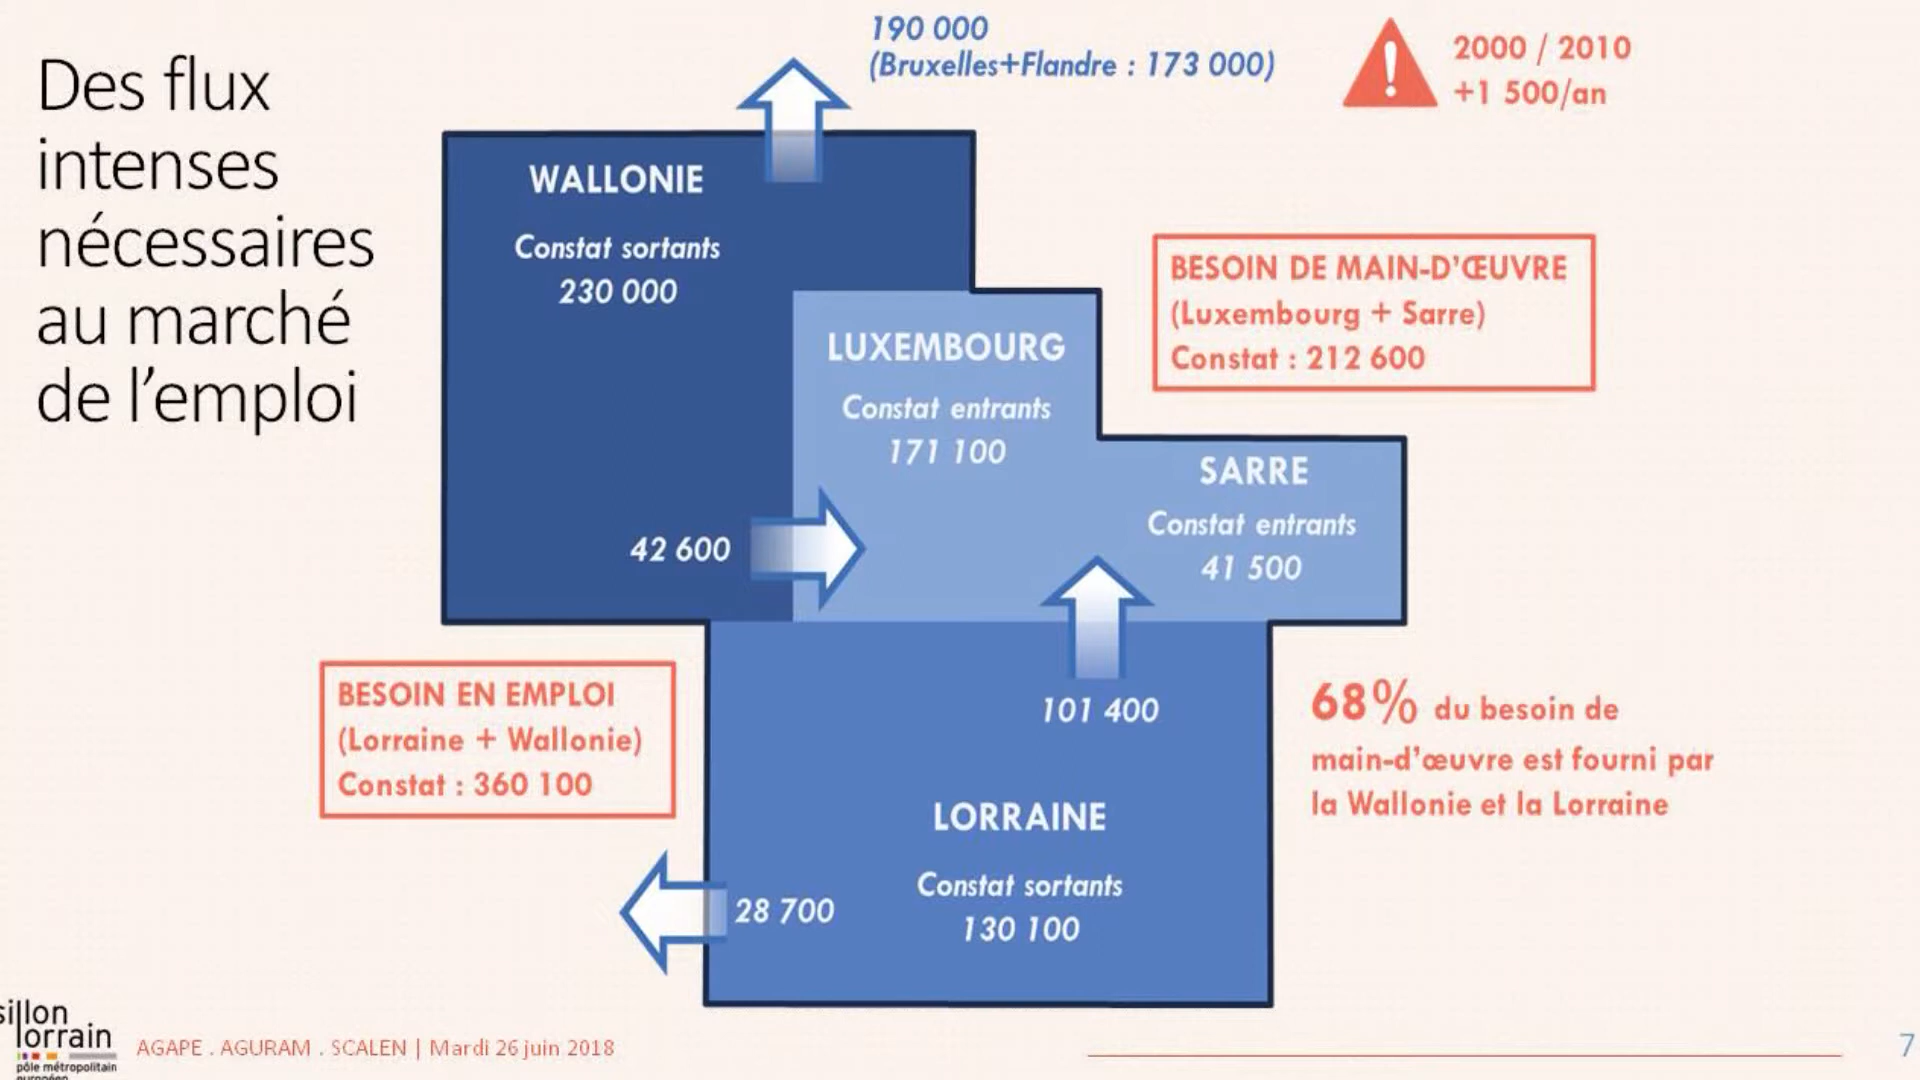 Des flux
intenses
nécessaires
au marché
de l'emploi
190 000
(Bruxelles+Flandre : 173 000)
2000 / 2010
+1 500/an
WALLONIE
Constat sortants
230 000
BESOIN DE MAIN-D'ŒUVRE
(Luxembourg + Sarre)
Constat : 212 600
LUXEMBOURG
Constat entrants
171 100
SARRE
Constat entrants
41 500
42 600
BESOIN EN EMPLOI
(Lorraine + Wallonie)
Constat : 360 100
101 400
68% du besoin de
main-d'œuvre est fourni par
la Wallonie et la Lorraine
LORRAINE
Constat sortants
130 100
28 700
sillon
lorrain
pôle métropolitain
européen
AGAPE . AGURAM . SCALEN | Mardi 26 juin 2018
7